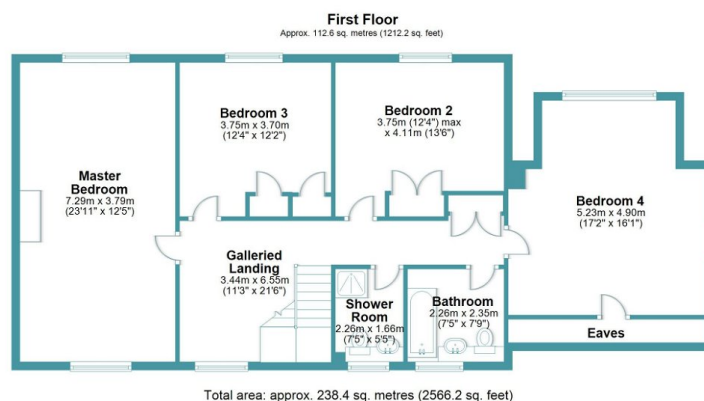 First Floor
Approx. 112.6 sq. metres (1212.2 sq. feet)
Bedroom 3
3.75m x 3.70m
(12'4" x 12'2")
Bedroom 2
3.75m (12'4") max
x 4.11m (13'6")
Master
Bedroom
7.29m x 3.79m
(23'11" x 12'5")
Bedroom 4
5.23m x 4.90m
(17'2" x 16'1")
Galleried
Landing
3.44m x 6.55m
(11'3" x 21'6")
Shower
Room
2.26m x 1.66m
(7'5" x 5'5")
Bathroom
2.26m x 2.35m
(7'5" x 7'9")
Eaves
Total area: approx. 238.4 sq. metres (2566.2 sq. feet)